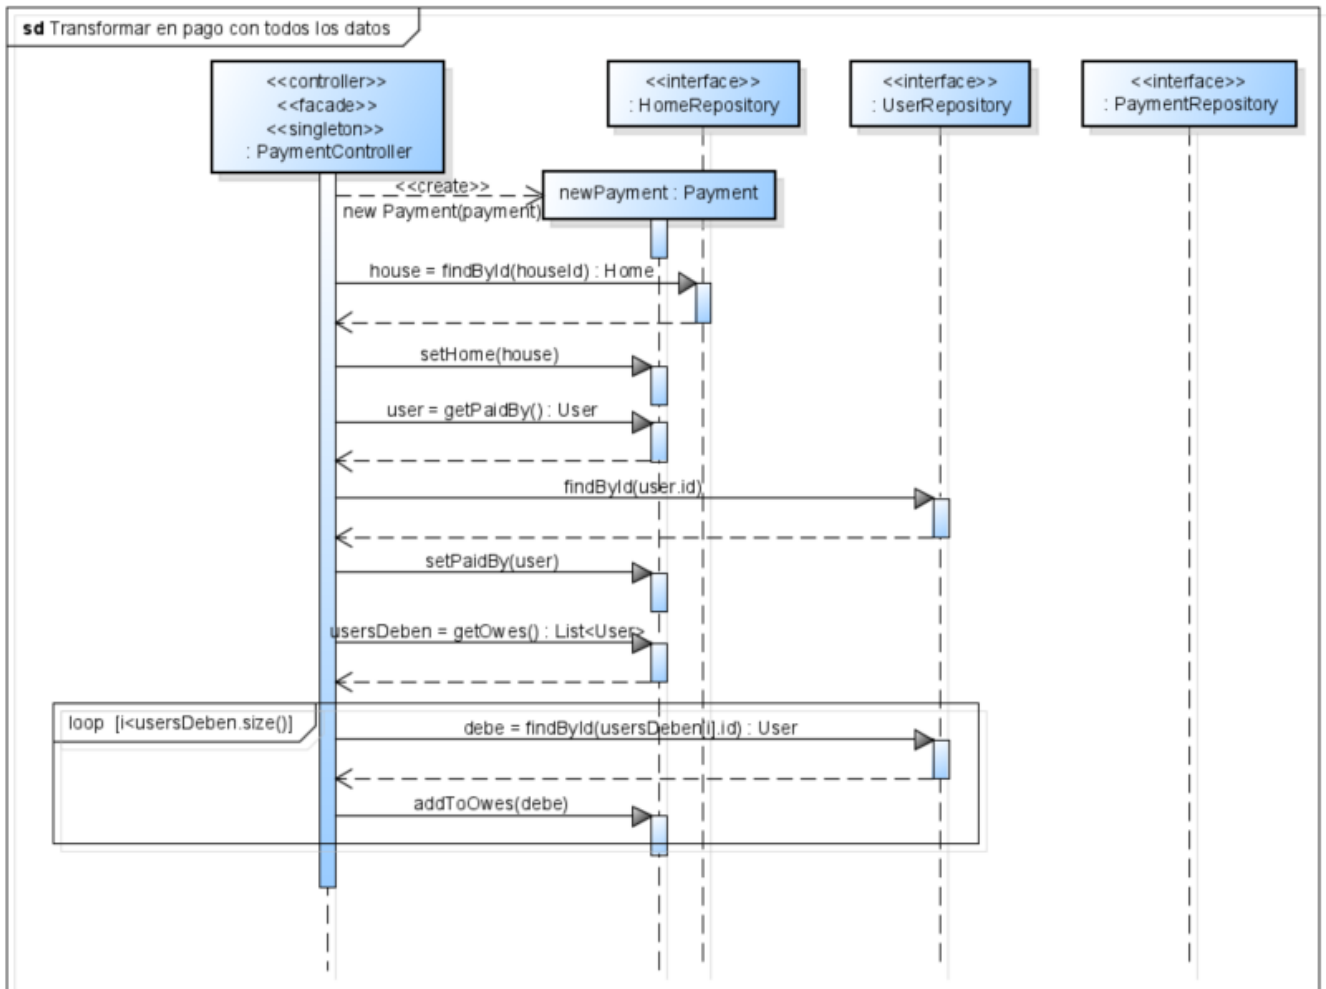 sd Transformar en pago con todos los datos
<<controller>>
<<facade>>
<<singleton>>
: PaymentController
<<interface>>
: HomeRepository
<<interface>>
: UserRepository
<<interface>>
: PaymentRepository
<<create>>
new Payment(payment)
newPayment : Payment
house = findById(houseId) : Home
setHome(house)
user = getPaidBy() : User
findById(user.id)
setPaidBy(user)
usersDeben = getOwes() : List<User>
loop [i<usersDeben.size()]
debe = findById(usersDeben[i].id) : User
addToOwes(debe)